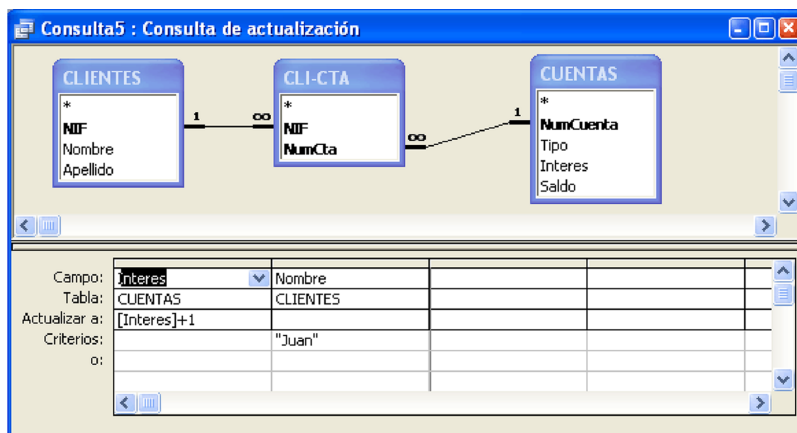 Consulta5 : Consulta de actualización
CLIENTES
*
NIF
Nombre
Apellido
1
∞
CLI-CTA
*
NIF
NumCta
∞
1
CUENTAS
*
NumCuenta
Tipo
Interes
Saldo
Campo: Interes Nombre
Tabla: CUENTAS CLIENTES
Actualizar a: [Interes]+1
Criterios: "Juan"
o: